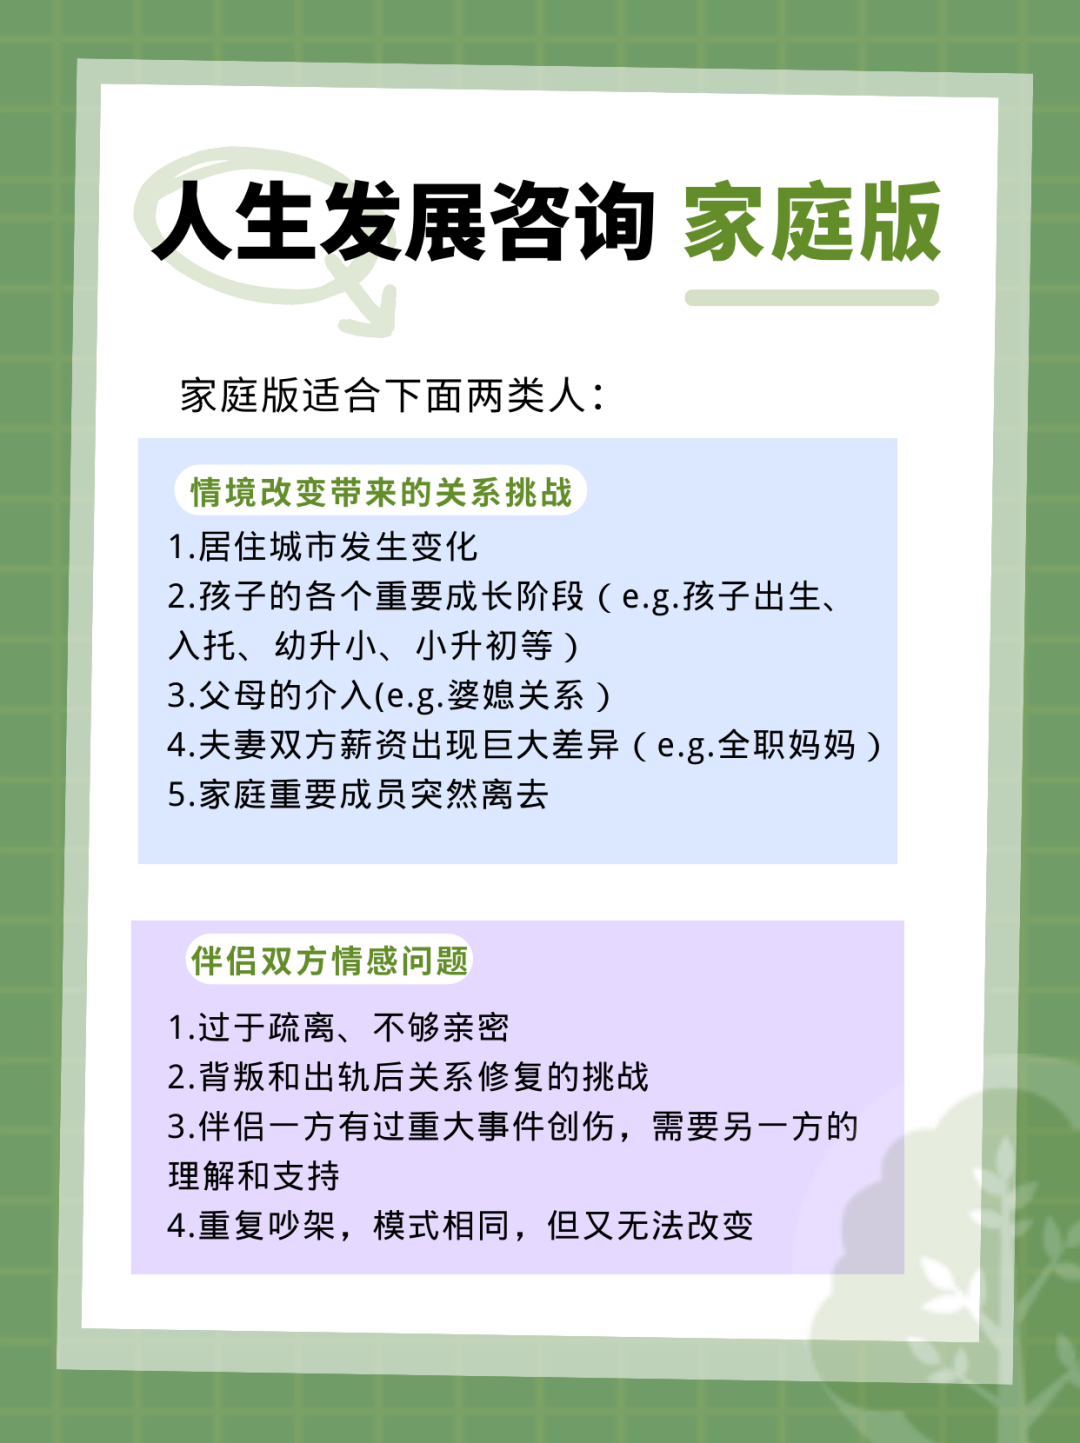 人生发展咨询 家庭版
家庭版适合下面两类人：
情境改变带来的关系挑战
1.居住城市发生变化
2.孩子的各个重要成长阶段（e.g.孩子出生、
入托、幼升小、小升初等）
3.父母的介入(e.g.婆媳关系）
4.夫妻双方薪资出现巨大差异（e.g.全职妈妈）
5.家庭重要成员突然离去
伴侣双方情感问题
1.过于疏离、不够亲密
2.背叛和出轨后关系修复的挑战
3.伴侣一方有过重大事件创伤，需要另一方的
理解和支持
4.重复吵架，模式相同，但又无法改变